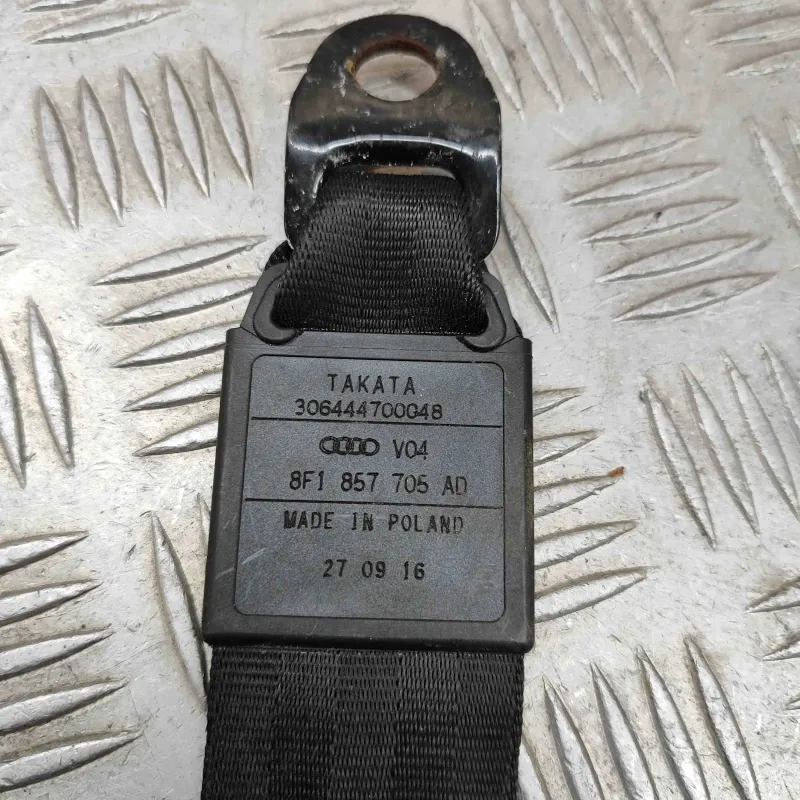 TAKATA
306444700048
V04
8F1 857 705 AD
MADE IN POLAND
27 09 16